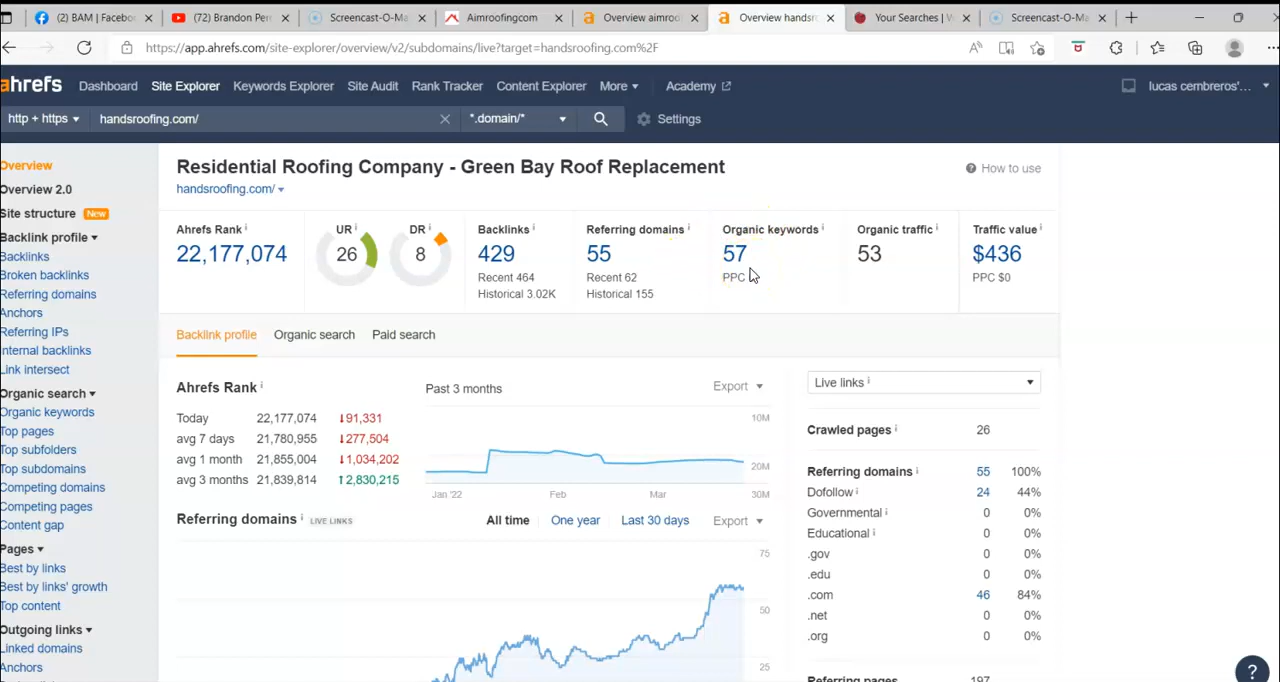 (2) BAM | Facebo
(72) Brandon Per
Screencast-O-Ma
Aimroofingcom
Overview aimrod
Overview handsr
Your Searches | W
Screencast-O-Ma
https://app.ahrefs.com/site-explorer/overview/v2/subdomains/live?target=handsroofing.com%2F
ahrefs Dashboard Site Explorer Keywords Explorer Site Audit Rank Tracker Content Explorer More Academy lucas cembreros'...
http + https handsroofing.com/ *.domain/* Settings
Overview
Overview 2.0
Site structure New
Backlink profile
Backlinks
Broken backlinks
Referring domains
Anchors
Referring IPs
Internal backlinks
Link intersect
Organic search
Organic keywords
Top pages
Top subfolders
Top subdomains
Competing domains
Competing pages
Content gap
Pages
Best by links
Best by links' growth
Top content
Outgoing links
Linked domains
Anchors
Residential Roofing Company - Green Bay Roof Replacement
How to use
handsroofing.com/
Ahrefs Rank
22,177,074
UR
26
DR
8
Backlinks
429
Recent 464
Historical 3.02K
Referring domains
55
Recent 62
Historical 155
Organic keywords
57
PPC
Organic traffic
53
Traffic value
$436
PPC $0
Backlink profile Organic search Paid search
Ahrefs Rank
Past 3 months
Export
Today 22,177,074 ↓91,331
avg 7 days 21,780,955 ↓277,504
avg 1 month 21,855,004 ↓1,034,202
avg 3 months 21,839,814 ↑2,830,215
10M
20M
30M
Jan '22 Feb Mar
Referring domains LIVE LINKS
All time One year Last 30 days Export
75
50
25
Live links
Crawled pages 26
Referring domains 55 100%
Dofollow 24 44%
Governmental 0 0%
Educational 0 0%
.gov 0 0%
.edu 0 0%
.com 46 84%
.net 0 0%
.org 0 0%
Referring pages 197
?